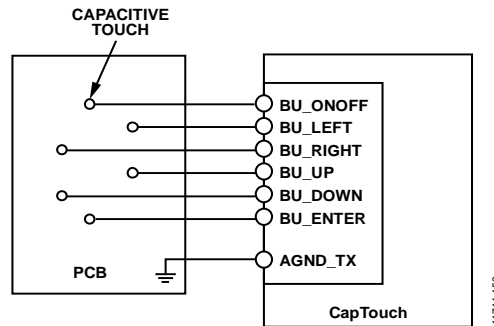 CAPACITIVE
TOUCH
BU_ONOFF
BU_LEFT
BU_RIGHT
BU_UP
BU_DOWN
BU_ENTER
AGND_TX
PCB
CapTouch